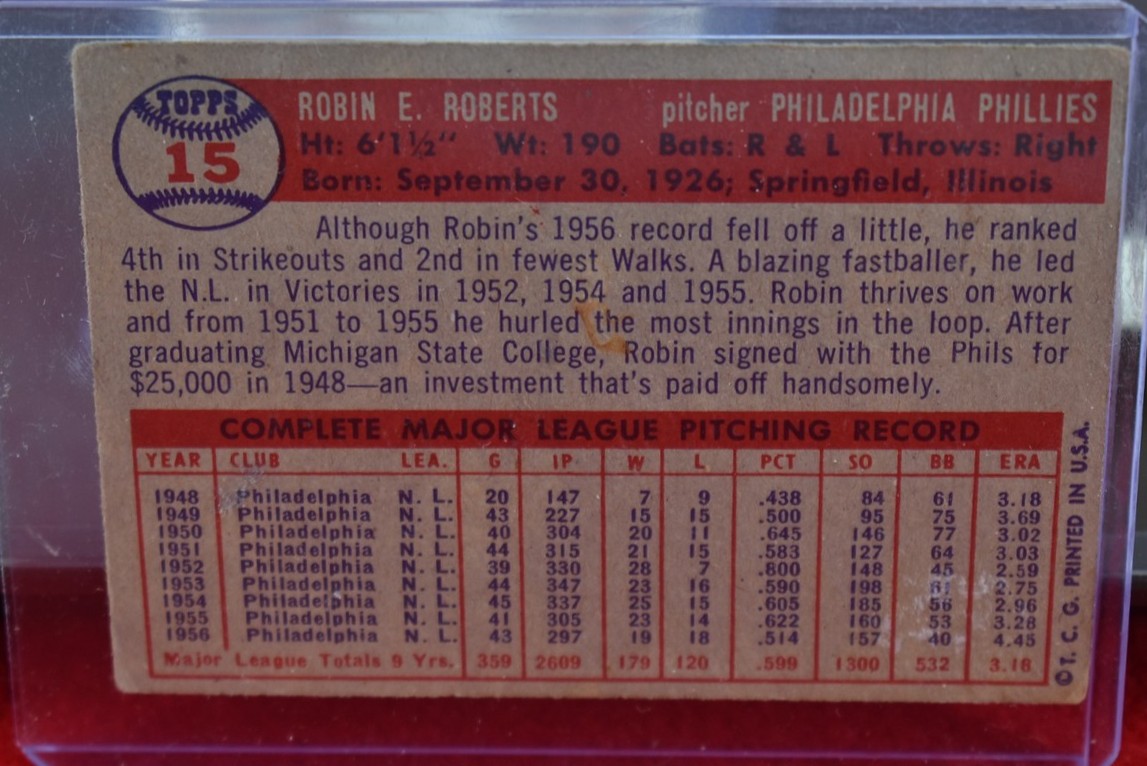 TOPPS
15
ROBIN E. ROBERTS pitcher PHILADELPHIA PHILLIES
Ht: 6'1½" Wt: 190 Bats: R & L Throws: Right
Born: September 30, 1926; Springfield, Illinois
Although Robin's 1956 record fell off a little, he ranked
4th in Strikeouts and 2nd in fewest Walks. A blazing fastballer, he led
the N.L. in Victories in 1952, 1954 and 1955. Robin thrives on work
and from 1951 to 1955 he hurled the most innings in the loop. After
graduating Michigan State College, Robin signed with the Phils for
$25,000 in 1948—an investment that's paid off handsomely.
COMPLETE MAJOR LEAGUE PITCHING RECORD
YEAR CLUB LEA. G IP W L PCT SO BB ERA
1948 Philadelphia N. L. 20 147 7 9 .438 84 61 3.18
1949 Philadelphia N. L. 43 227 15 15 .500 95 75 3.69
1950 Philadelphia N. L. 40 304 20 11 .645 146 77 3.02
1951 Philadelphia N. L. 44 315 21 15 .583 127 64 3.03
1952 Philadelphia N. L. 39 330 28 7 .800 148 45 2.59
1953 Philadelphia N. L. 44 347 23 16 .590 198 61 2.75
1954 Philadelphia N. L. 45 337 25 15 .605 185 56 2.96
1955 Philadelphia N. L. 41 305 23 14 .622 160 53 3.28
1956 Philadelphia N. L. 43 297 19 18 .514 157 40 4.45
Major League Totals 9 Yrs. 359 2609 179 120 .599 1300 532 3.18
©T. C. G. PRINTED IN U.S.A.